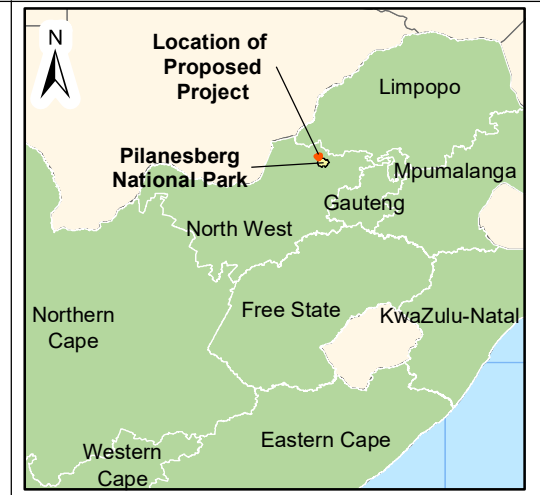 N
Location of
Proposed
Project
Limpopo
Pilanesberg
National Park
Mpumalanga
Gauteng
North West
Northern
Cape
Free State
KwaZulu-Natal
Eastern Cape
Western
Cape